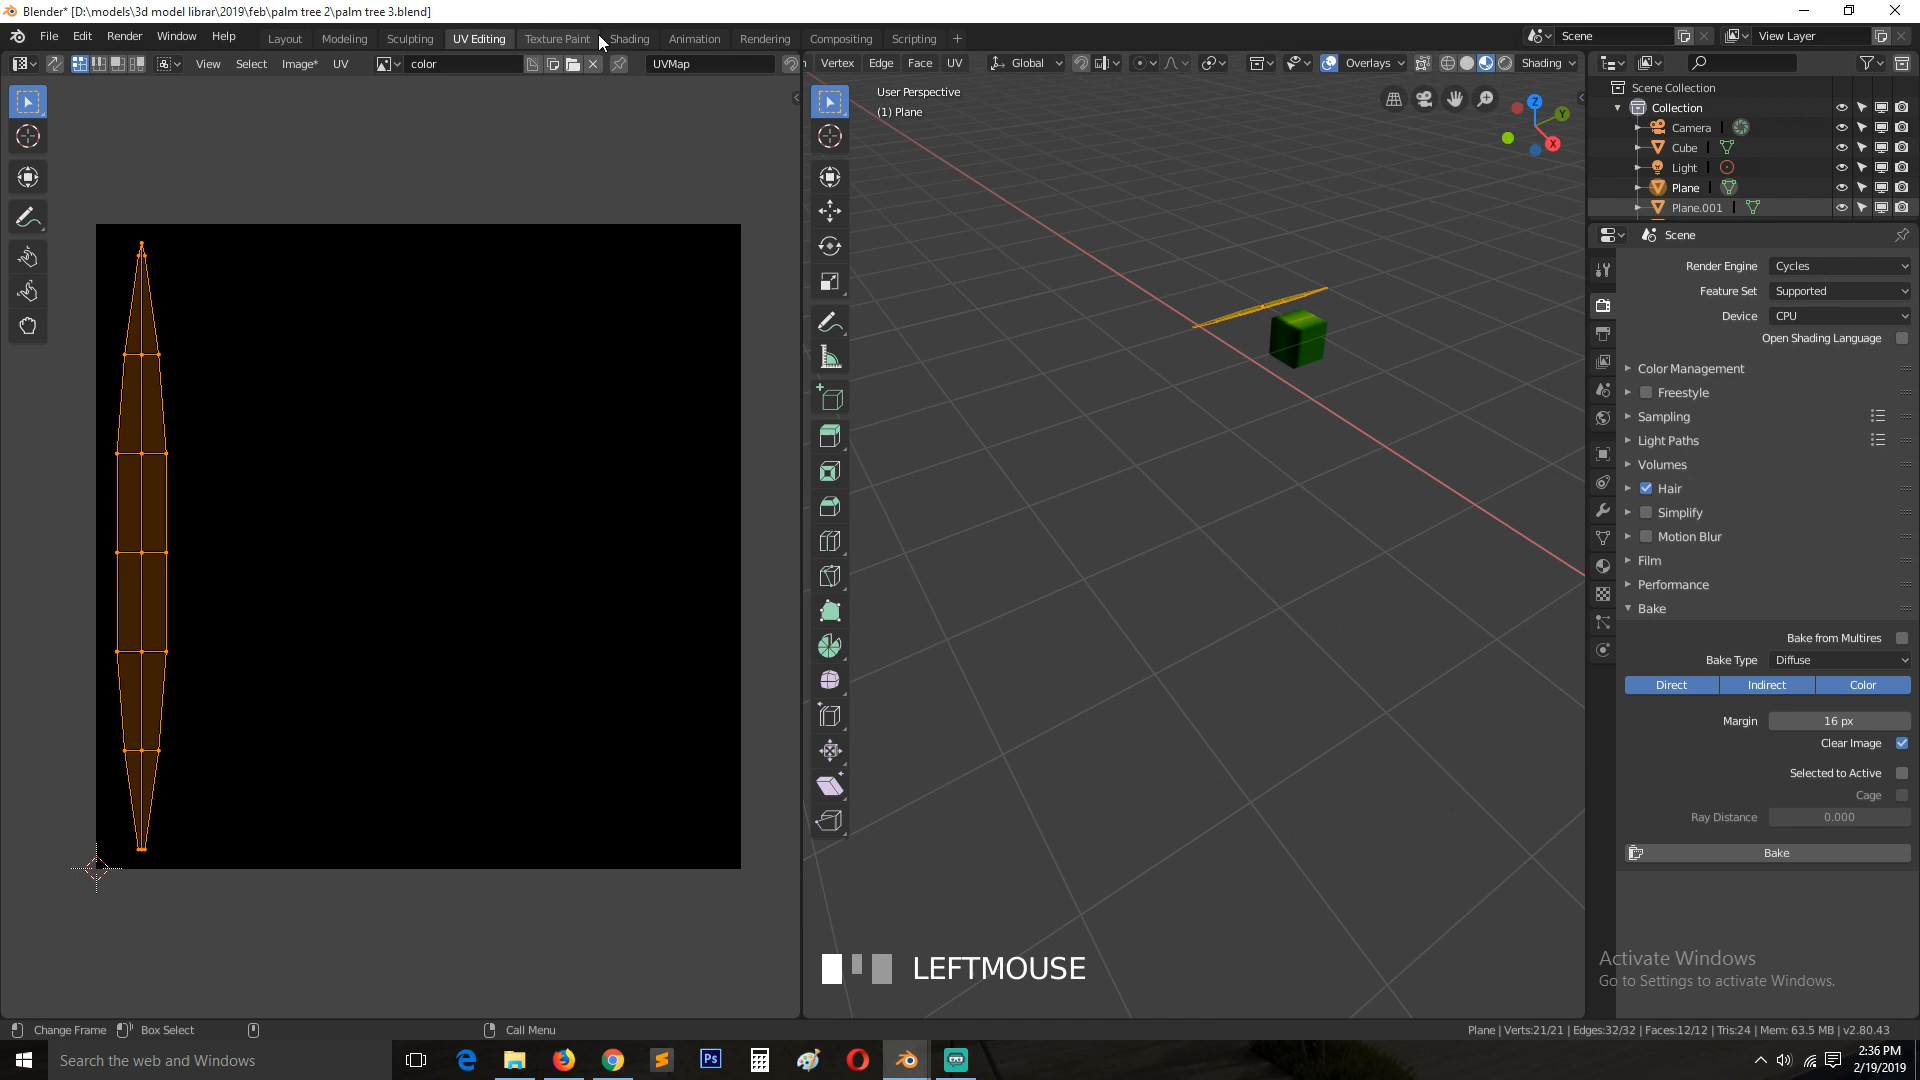 Blender* [D:\models\3d model librar\2019\feb\palm tree 2\palm tree 3.blend]
File Edit Render Window Help Layout Modeling Sculpting UV Editing Texture Paint Shading Animation Rendering Compositing Scripting + Scene View Layer
View Select Image* UV color UVMap Vertex Edge Face UV Global Overlays Shading
User Perspective
(1) Plane
Z
Y
X
Scene Collection
Collection
Camera
Cube
Light
Plane
Plane.001
Scene
Render Engine Cycles
Feature Set Supported
Device CPU
Open Shading Language
Color Management
Freestyle
Sampling
Light Paths
Volumes
Hair
Simplify
Motion Blur
Film
Performance
Bake
Bake from Multires
Bake Type Diffuse
Direct Indirect Color
Margin 16 px
Clear Image
Selected to Active
Cage
Ray Distance 0.000
Bake
LEFTMOUSE
Activate Windows
Go to Settings to activate Windows.
Change Frame Box Select Call Menu Plane | Verts:21/21 | Edges:32/32 | Faces:12/12 | Tris:24 | Mem: 63.5 MB | v2.80.43
Search the web and Windows Ps 2:36 PM
2/19/2019